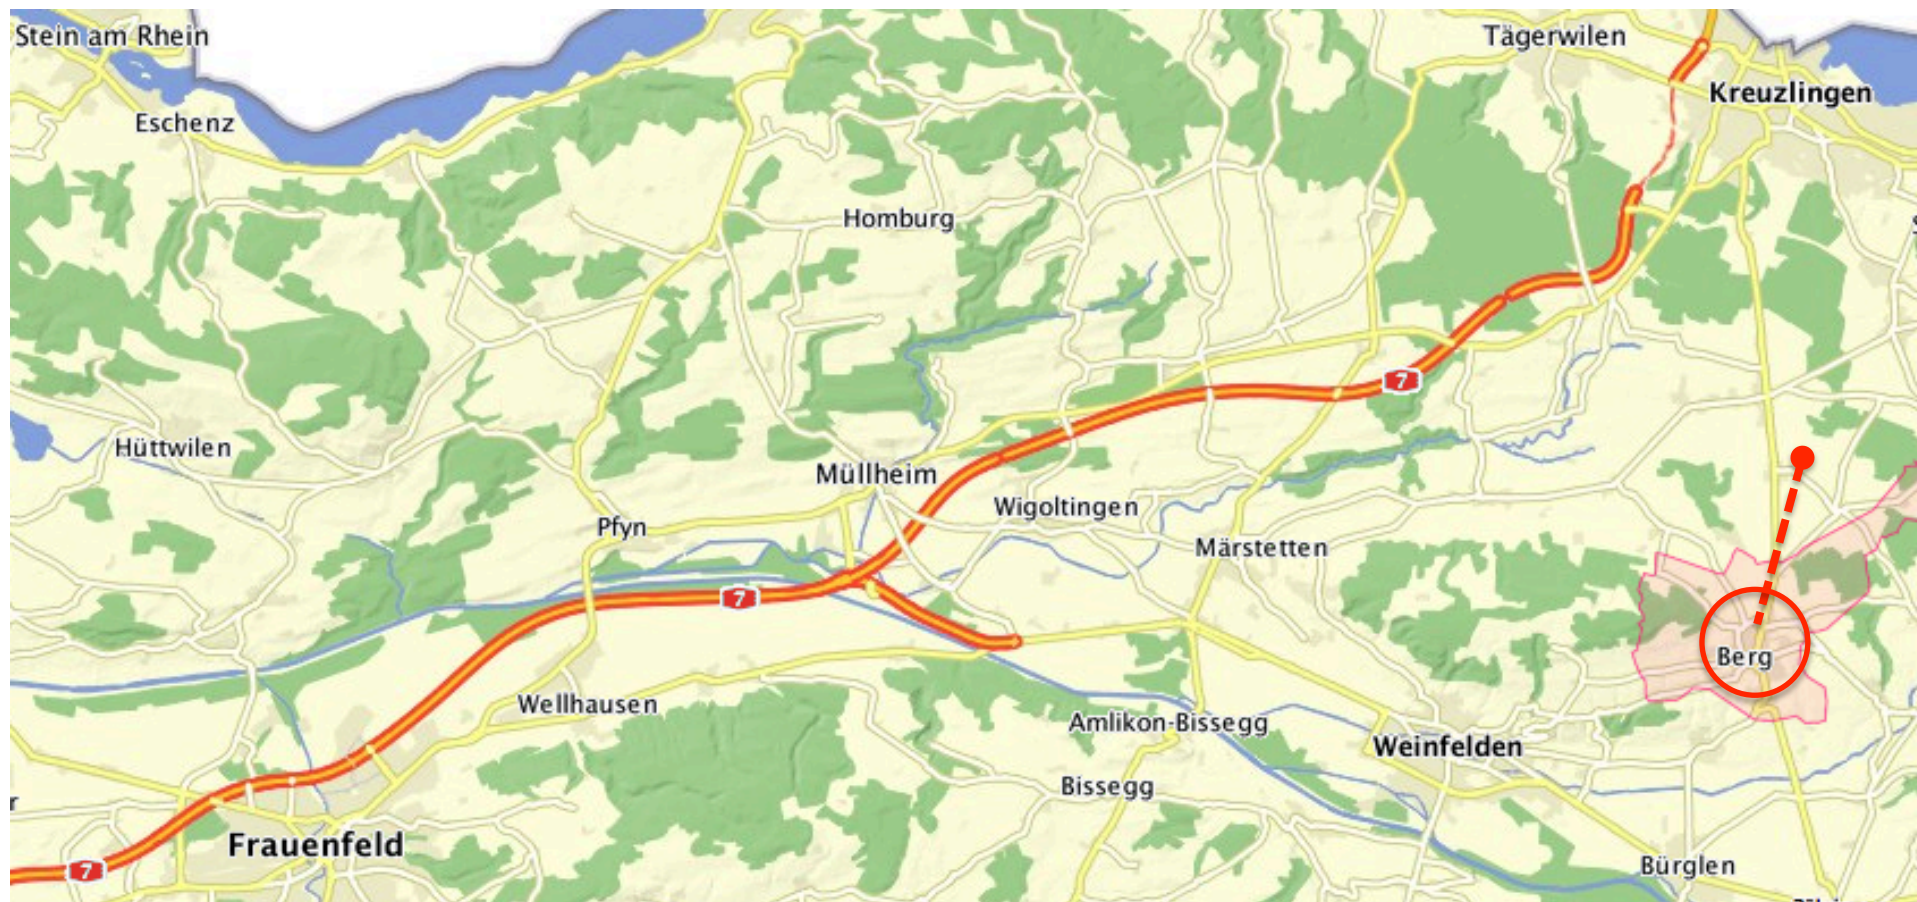 Stein am Rhein
Tägerwilen
Kreuzlingen
Eschenz
Homburg
7
Hüttwilen
Müllheim
Wigoltingen
Pfyn
Märstetten
7
Berg
Wellhausen
Amlikon-Bissegg
Weinfelden
Bissegg
Frauenfeld
7
Bürglen